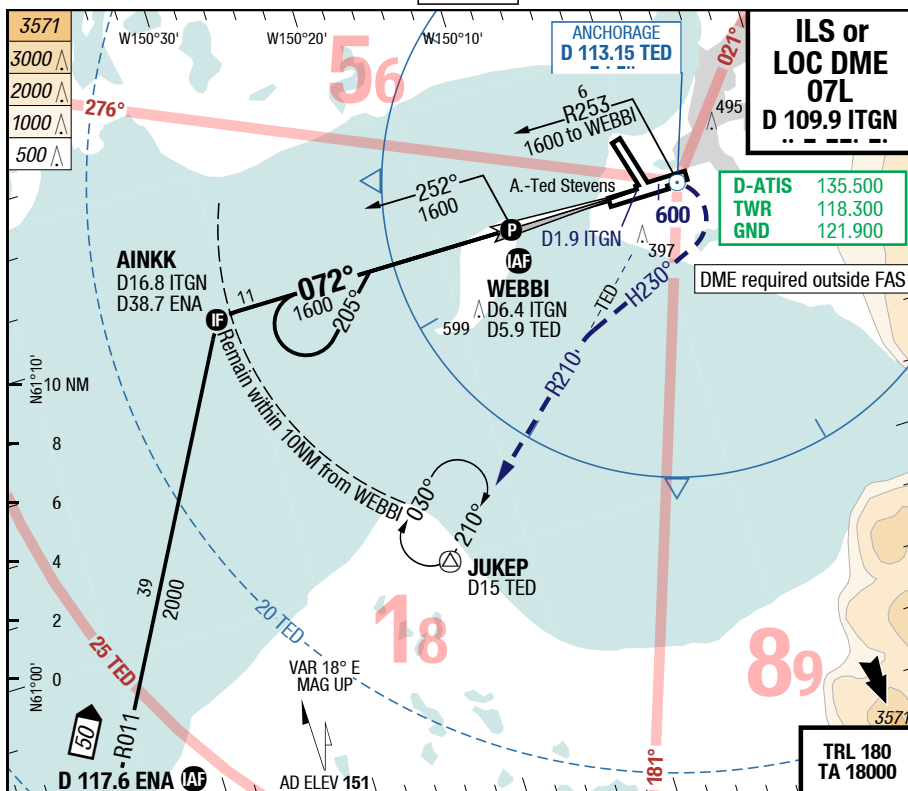 3571
3000
2000
1000
500
W150°30'
W150°20'
W150°10'
56
276°
ANCHORAGE
D 113.15 TED
021°
495
ILS or
LOC DME
07L
D 109.9 ITGN
6
R253
1600 to WEBBI
A.-Ted Stevens
252°
1600
D-ATIS 135.500
TWR 118.300
GND 121.900
DME required outside FAS
600
D1.9 ITGN
397
P
IAF
WEBBI
D6.4 ITGN
D5.9 TED
599
TED
H230°
R210°
AINKK
D16.8 ITGN
D38.7 ENA
IF
11
072°
1600
205°
Remain within 10NM from WEBBI
030°
210°
JUKEP
D15 TED
N61°10'
10 NM
8
6
4
2
0
N61°00'
39
2000
20 TED
25 TED
18
89
VAR 18° E
MAG UP
AD ELEV 151
50
R011
D 117.6 ENA IAF
181°
3571
TRL 180
TA 18000